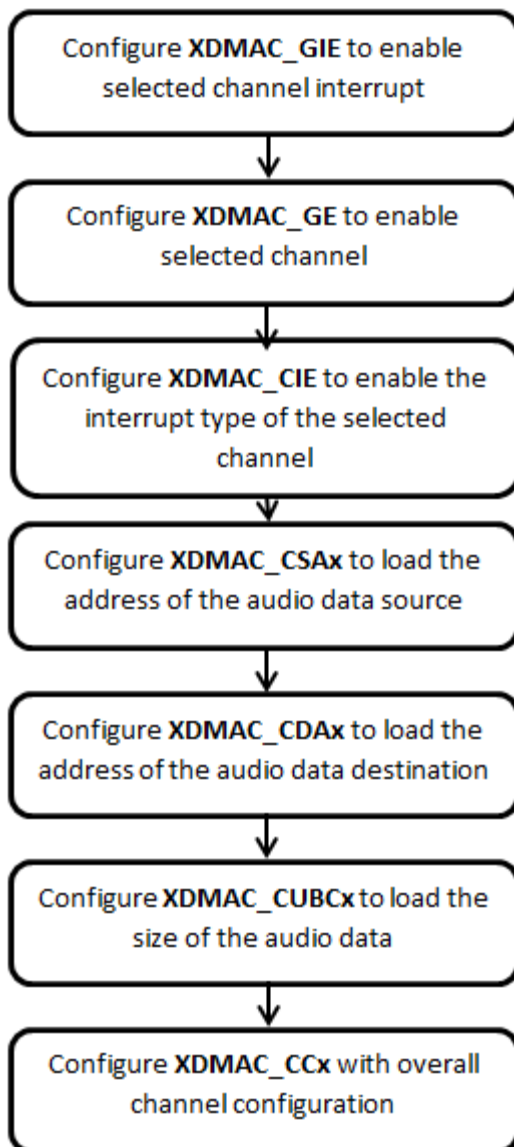 Configure XDMAC_GIE to enable
selected channel interrupt
Configure XDMAC_GE to enable
selected channel
Configure XDMAC_CIE to enable the
interrupt type of the selected
channel
Configure XDMAC_CSAx to load the
address of the audio data source
Configure XDMAC_CDAx to load the
address of the audio data destination
Configure XDMAC_CUBCx to load the
size of the audio data
Configure XDMAC_CCx with overall
channel configuration